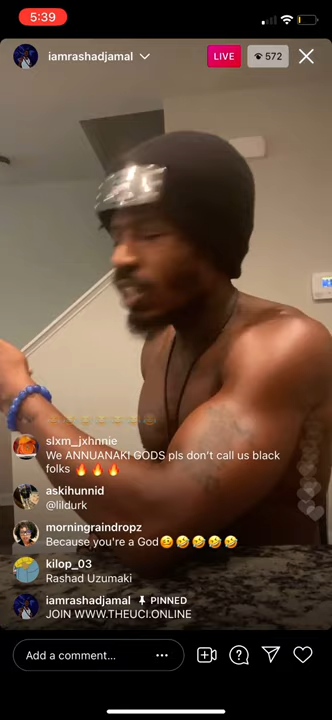 5:39
iamrashadjamal
LIVE
572
slxm_jxhnnie
We ANNUANAKI GODS pls don't call us black
folks 🔥🔥🔥
askihunnid
@lildurk
morningraindropz
Because you're a God🥴🤣🤣🤣🤣
kilop_03
Rashad Uzumaki
iamrashadjamal PINNED
JOIN WWW.THEUCI.ONLINE
Add a comment...